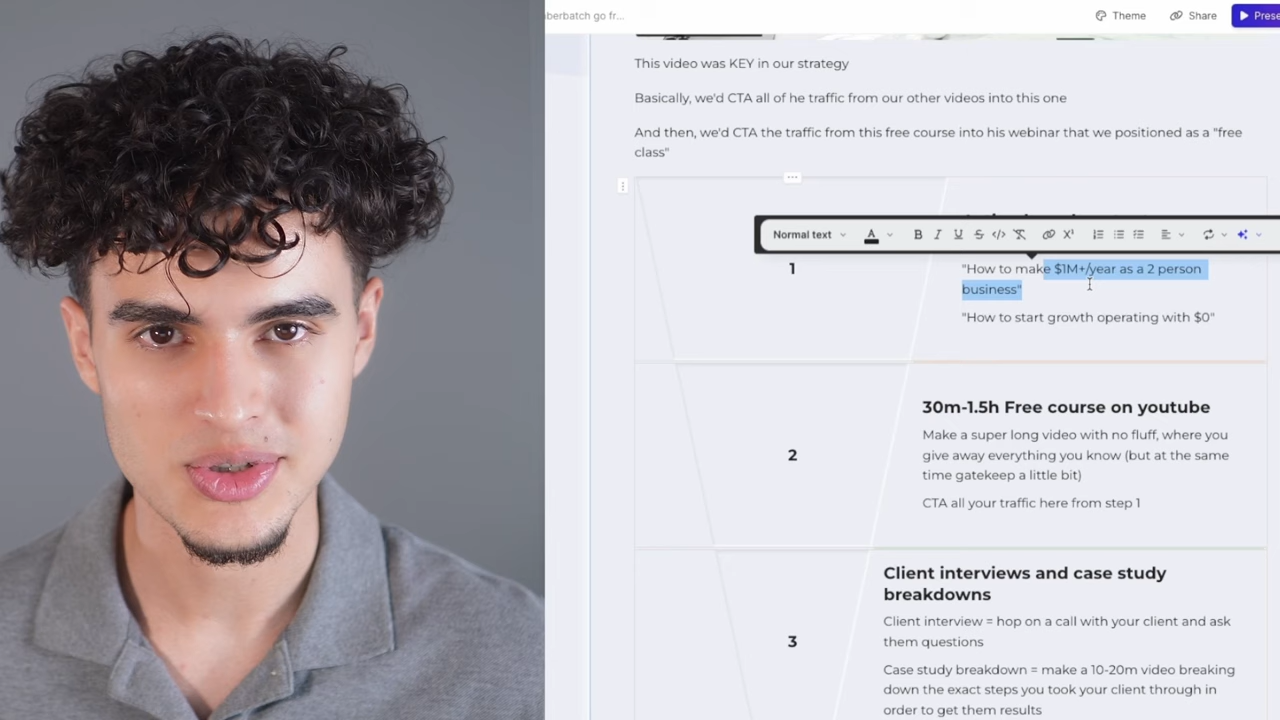 berbatch go fr...
Theme
Share
Prese
This video was KEY in our strategy
Basically, we'd CTA all of he traffic from our other videos into this one
And then, we'd CTA the traffic from this free course into his webinar that we positioned as a "free
class"
Normal text
A
B I U S </> X
1
"How to make $1M+/year as a 2 person
business"
"How to start growth operating with $0"
30m-1.5h Free course on youtube
2
Make a super long video with no fluff, where you
give away everything you know (but at the same
time gatekeep a little bit)
CTA all your traffic here from step 1
Client interviews and case study
breakdowns
3
Client interview = hop on a call with your client and ask
them questions
Case study breakdown = make a 10-20m video breaking
down the exact steps you took your client through in
order to get them results